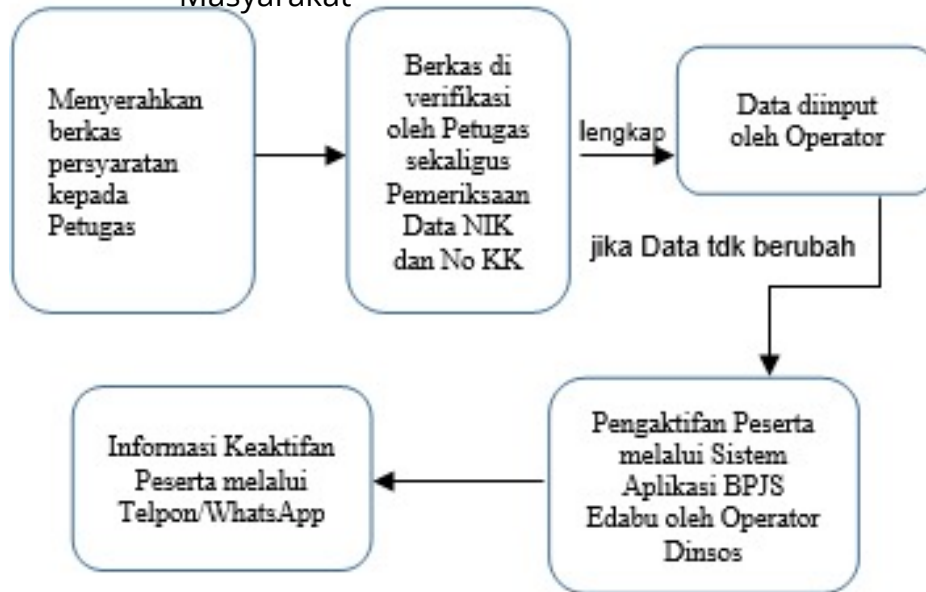 Masyarakat
Menyerahkan
berkas
persyaratan
kepada
Petugas
Berkas di
verifikasi
oleh Petugas
sekaligus
Pemeriksaan
Data NIK
dan No KK
lengkap
Data diinput
oleh Operator
jika Data tdk berubah
Pengaktifan Peserta
melalui Sistem
Aplikasi BPJS
Edabu oleh Operator
Dinsos
Informasi Keaktifan
Peserta melalui
Telpon/WhatsApp